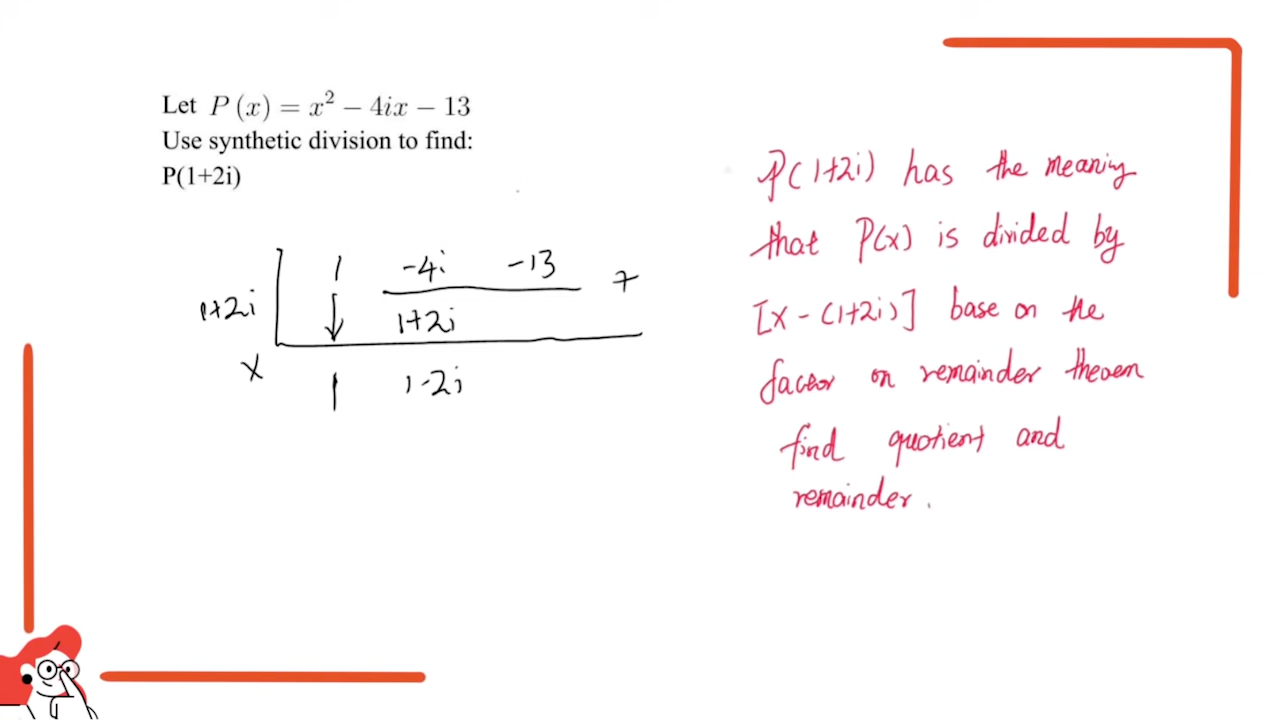 Let P (x) = x² − 4ix − 13
Use synthetic division to find:
P(1+2i)
1+2i 1 -4i -13 +
1+2i
x 1 1-2i
P(1+2i) has the meaning
that P(x) is divided by
[x - (1+2i)] base on the
factor on remainder theorem
find quotient and
remainder.